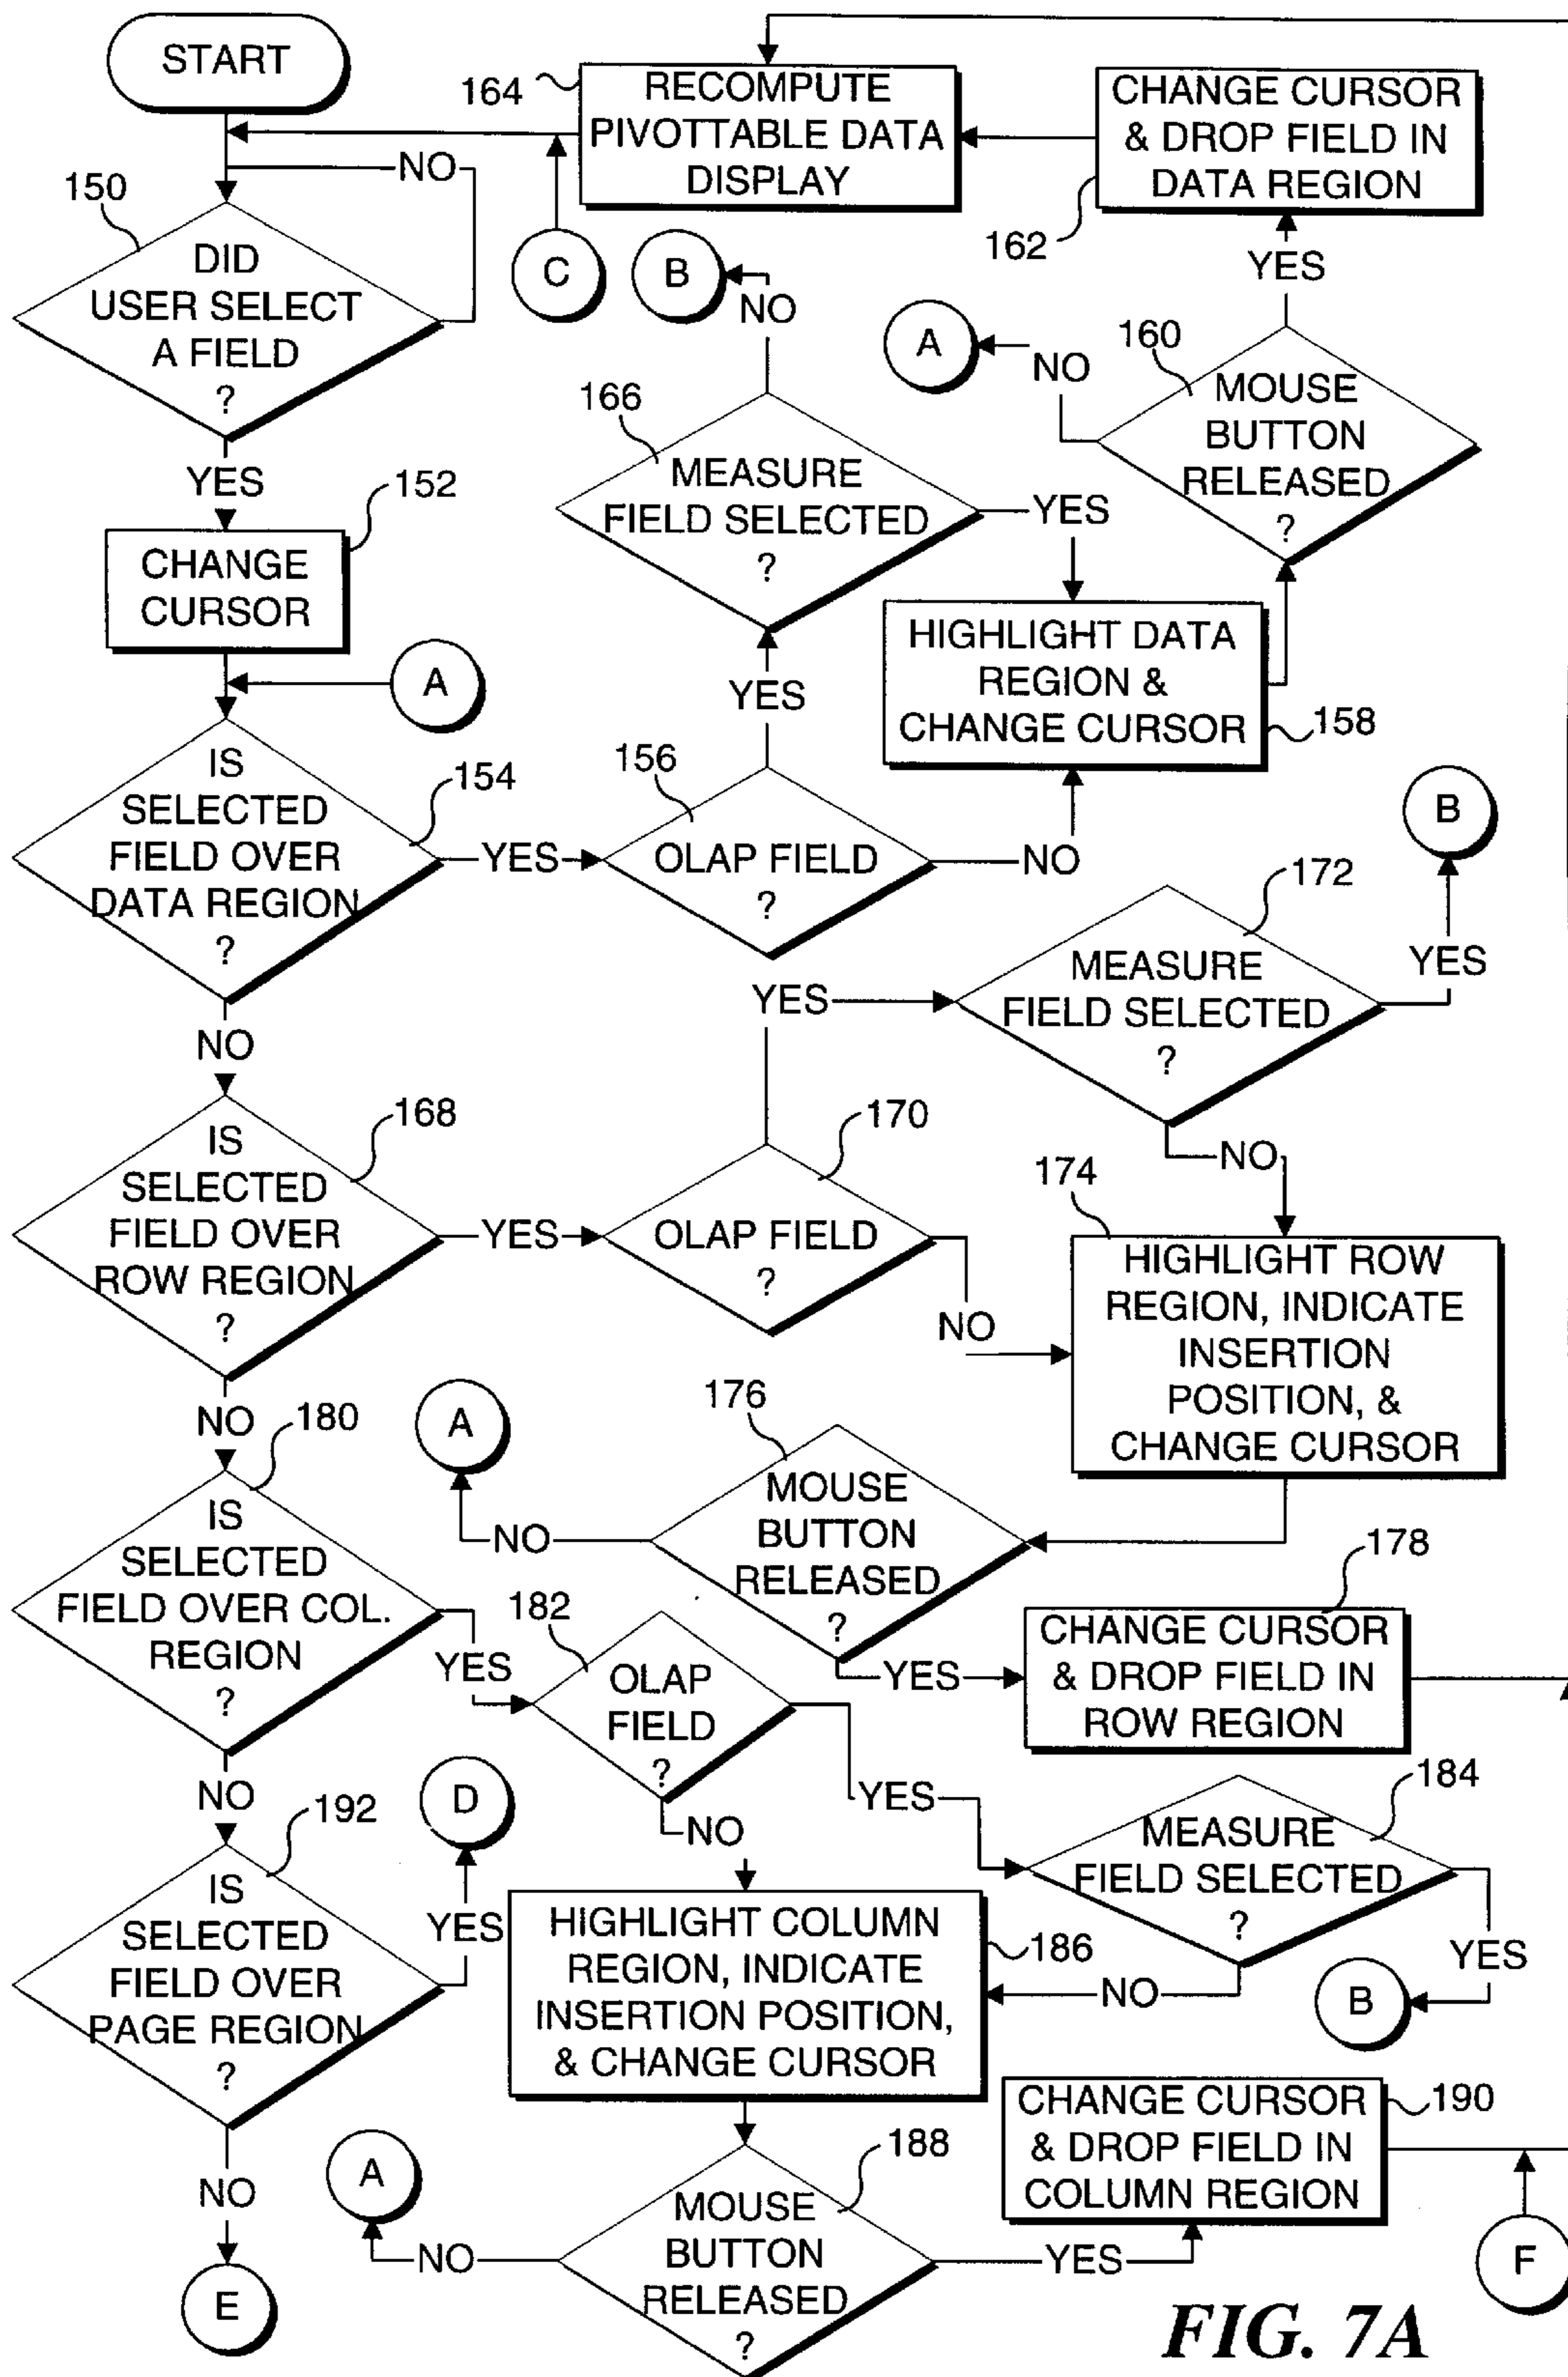 START
164
RECOMPUTE
PIVOTTABLE DATA
DISPLAY
CHANGE CURSOR
& DROP FIELD IN
DATA REGION
162
NO
150
DID
USER SELECT
A FIELD
?
C
B
NO
YES
A
NO
160
MOUSE
BUTTON
RELEASED
?
166
MEASURE
FIELD SELECTED
?
YES
YES
152
CHANGE
CURSOR
A
HIGHLIGHT DATA
REGION &
CHANGE CURSOR
158
YES
IS
SELECTED
FIELD OVER
DATA REGION
?
154
YES
156
OLAP FIELD
?
NO
B
172
MEASURE
FIELD SELECTED
?
YES
YES
NO
NO
168
IS
SELECTED
FIELD OVER
ROW REGION
?
YES
170
OLAP FIELD
?
NO
174
HIGHLIGHT ROW
REGION, INDICATE
INSERTION
POSITION, &
CHANGE CURSOR
NO
180
A
NO
176
MOUSE
BUTTON
RELEASED
?
YES
178
CHANGE CURSOR
& DROP FIELD IN
ROW REGION
IS
SELECTED
FIELD OVER COL.
REGION
?
YES
182
OLAP
FIELD
?
YES
NO
184
MEASURE
FIELD SELECTED
?
YES
B
NO
NO
192
D
YES
IS
SELECTED
FIELD OVER
PAGE REGION
?
HIGHLIGHT COLUMN
REGION, INDICATE
INSERTION POSITION,
& CHANGE CURSOR
186
CHANGE CURSOR
& DROP FIELD IN
COLUMN REGION
190
NO
E
A
NO
188
MOUSE
BUTTON
RELEASED
?
YES
F
FIG. 7A